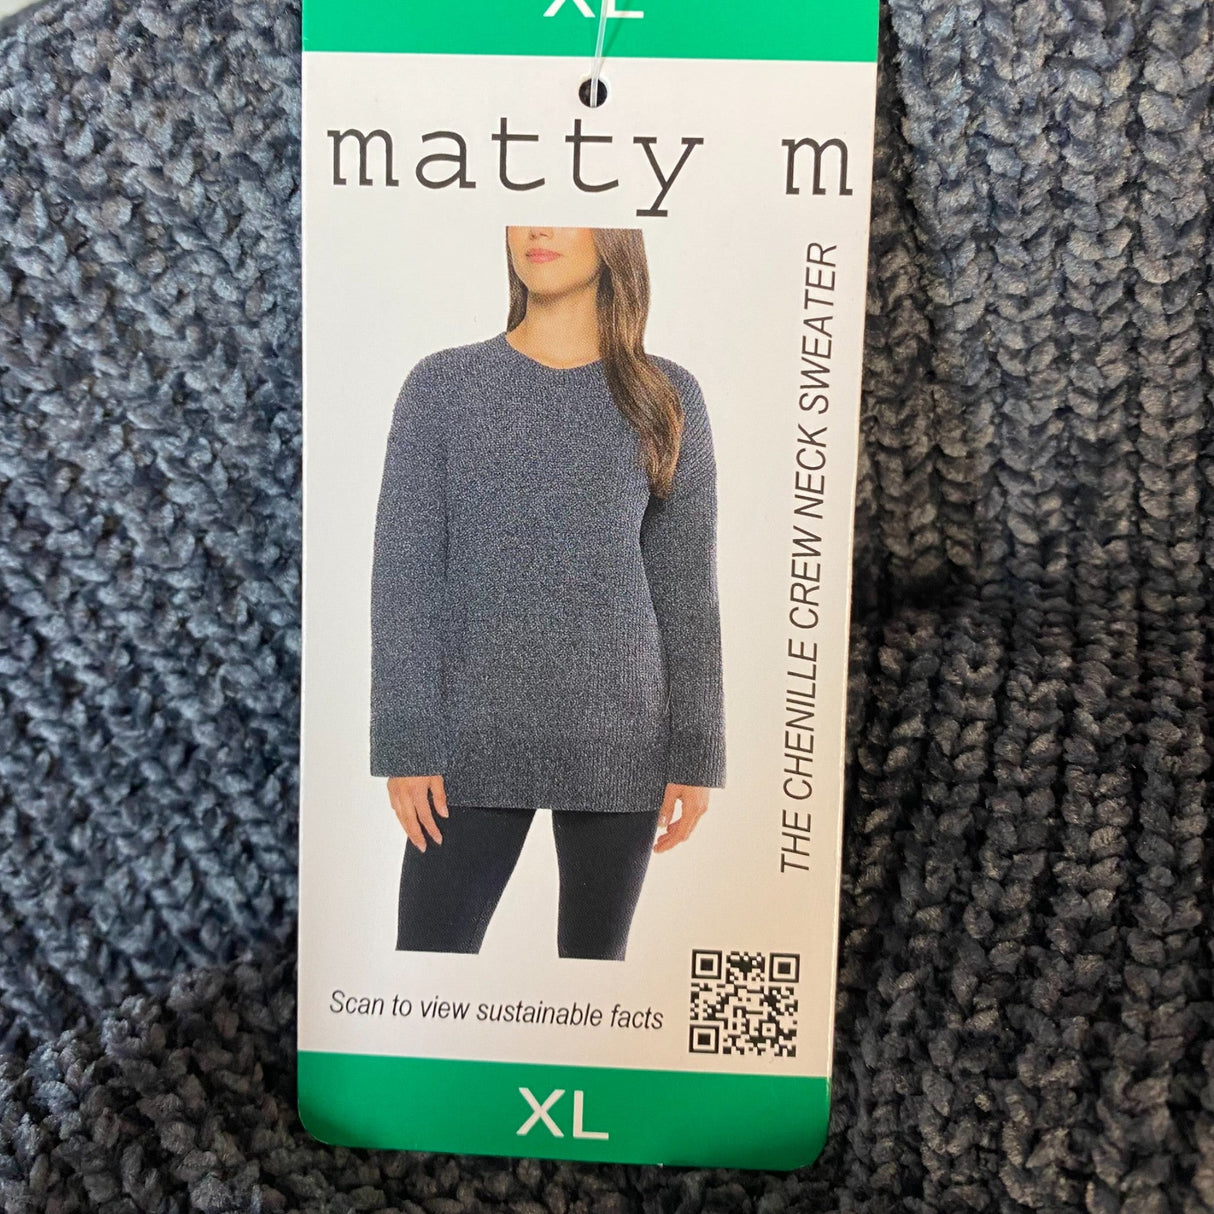 XL
matty m
THE CHENILLE CREW NECK SWEATER
Scan to view sustainable facts
XL